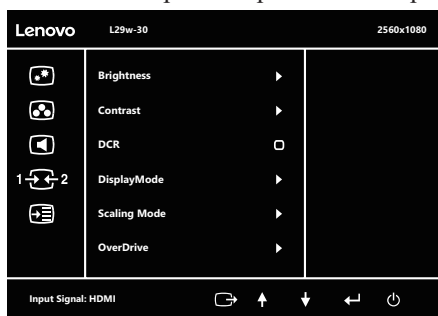 Lenovo L29w-30 2560x1080
Brightness
Contrast
DCR
1 2 DisplayMode
Scaling Mode
OverDrive
Input Signal: HDMI